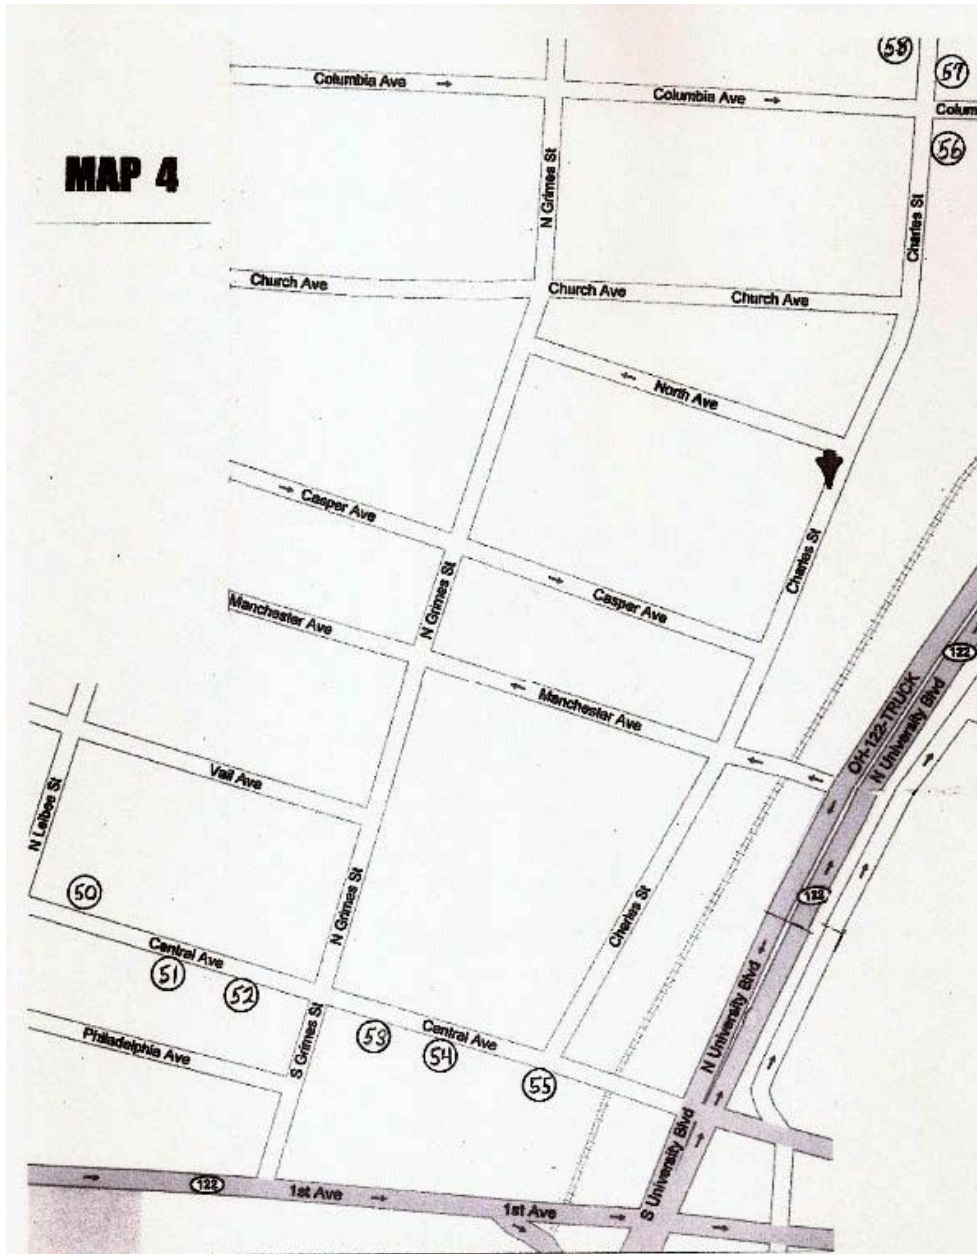 58
57
Columbia Ave →
Columbia Ave →
Colum
56
MAP 4
N Grimes St
Charles St
Church Ave
Church Ave
Church Ave
← North Ave
→ Casper Ave
Charles St
→
Casper Ave
N Grimes St
Manchester Ave
122
←
Manchester Ave
OH-122-TRUCK
N University Blvd
Vail Ave
N Leibee St
50
122
N Grimes St
Charles St
Central Ave
51
52
N University Blvd
53
Central Ave
54
55
S Grimes St
Philadelphia Ave
S University Blvd
122
1st Ave →
1st Ave →